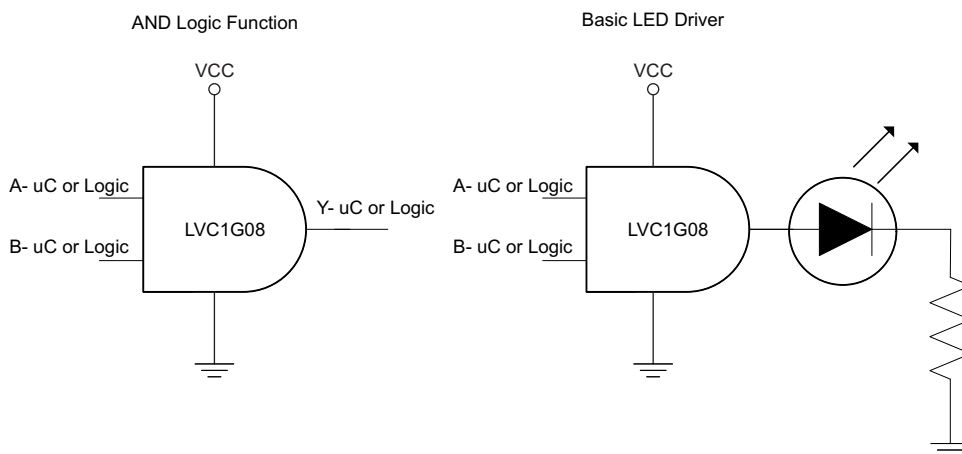 AND Logic Function
VCC
A- uC or Logic
B- uC or Logic
LVC1G08
Y- uC or Logic
Basic LED Driver
VCC
A- uC or Logic
B- uC or Logic
LVC1G08